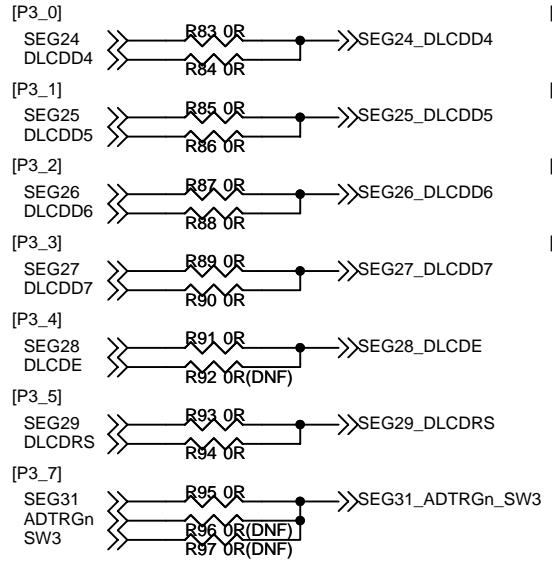 [P3_0]
R83 0R
SEG24
SEG24_DLCDD4
DLCDD4
R84 0R
[P3_1]
R85 0R
SEG25
SEG25_DLCDD5
DLCDD5
R86 0R
[P3_2]
R87 0R
SEG26
SEG26_DLCDD6
DLCDD6
R88 0R
[P3_3]
R89 0R
SEG27
SEG27_DLCDD7
DLCDD7
R90 0R
[P3_4]
R91 0R
SEG28
SEG28_DLCDE
DLCDE
R92 0R(DNF)
[P3_5]
R93 0R
SEG29
SEG29_DLCDRS
DLCDRS
R94 0R
[P3_7]
R95 0R
SEG31
SEG31_ADTRGn_SW3
ADTRGn
R96 0R(DNF)
SW3
R97 0R(DNF)